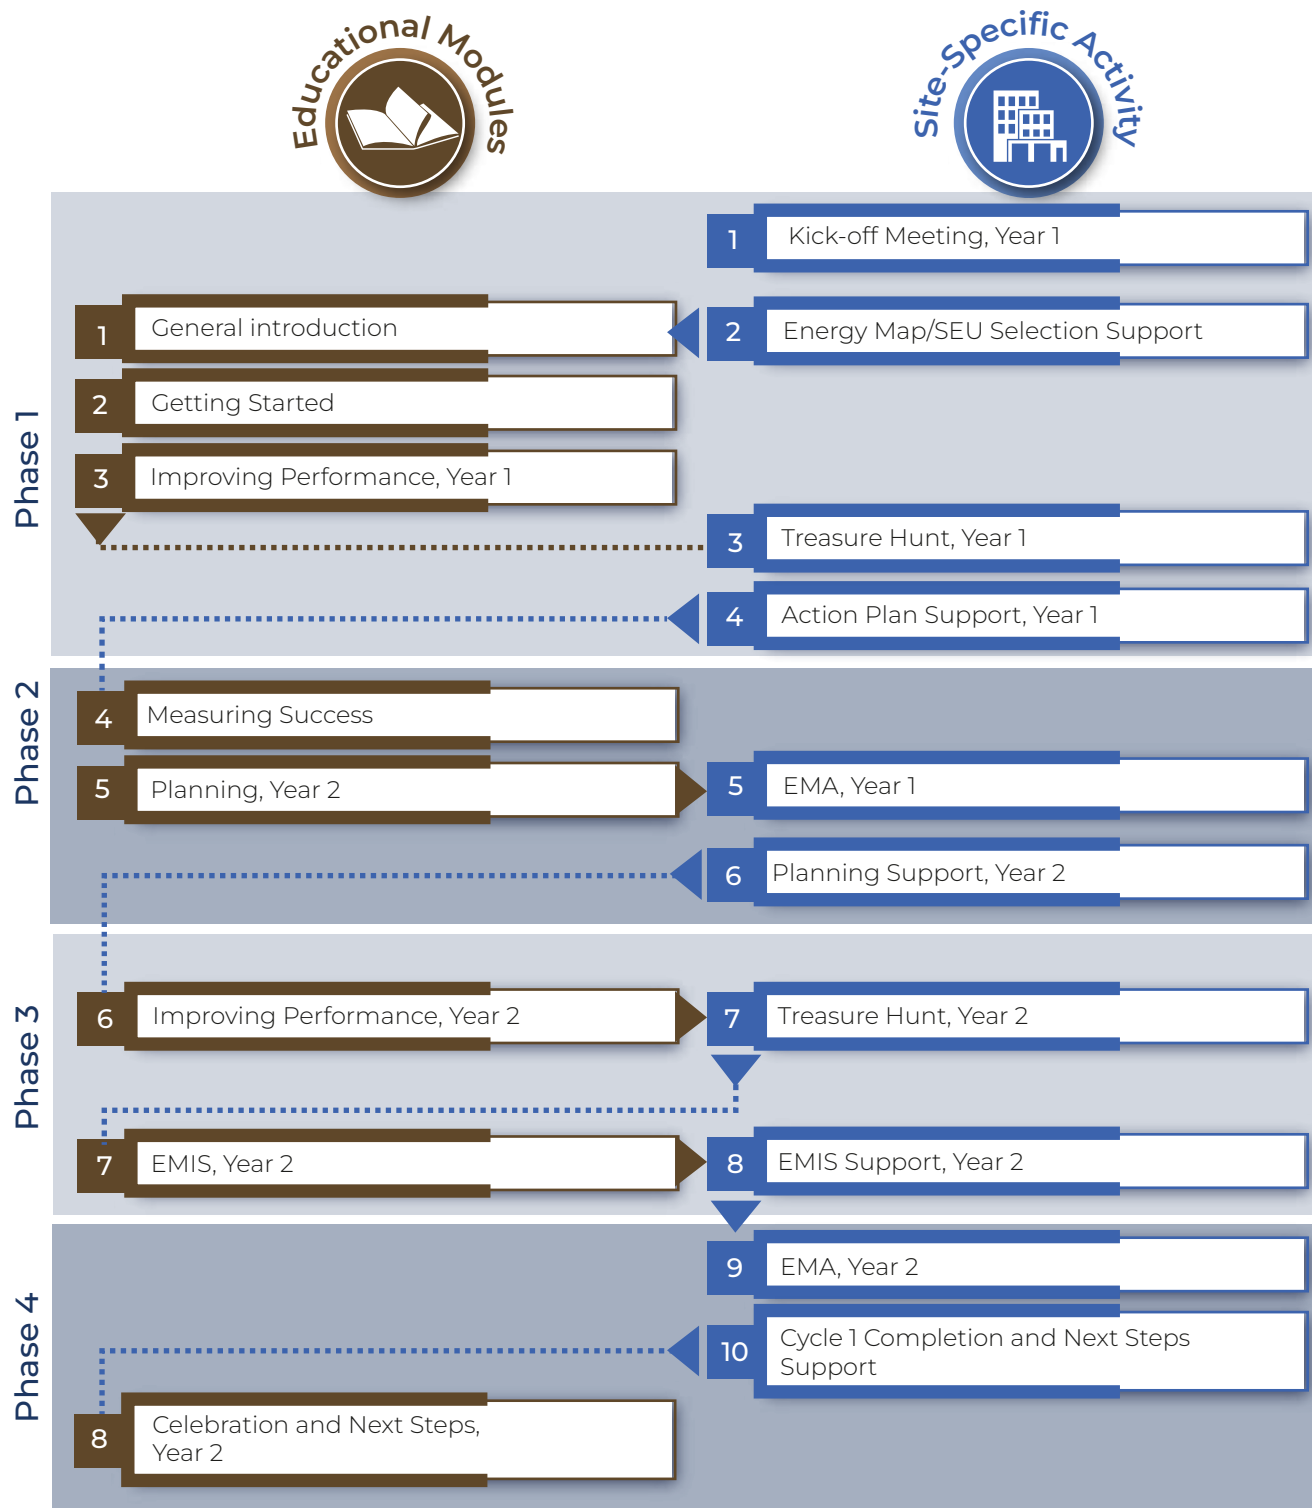 Educational Modules
Site-Specific Activity
Phase 1
1
Kick-off Meeting, Year 1
1
General introduction
2
Energy Map/SEU Selection Support
2
Getting Started
3
Improving Performance, Year 1
3
Treasure Hunt, Year 1
4
Action Plan Support, Year 1
Phase 2
4
Measuring Success
5
Planning, Year 2
5
EMA, Year 1
6
Planning Support, Year 2
Phase 3
6
Improving Performance, Year 2
7
Treasure Hunt, Year 2
7
EMIS, Year 2
8
EMIS Support, Year 2
Phase 4
9
EMA, Year 2
10
Cycle 1 Completion and Next Steps
Support
8
Celebration and Next Steps,
Year 2